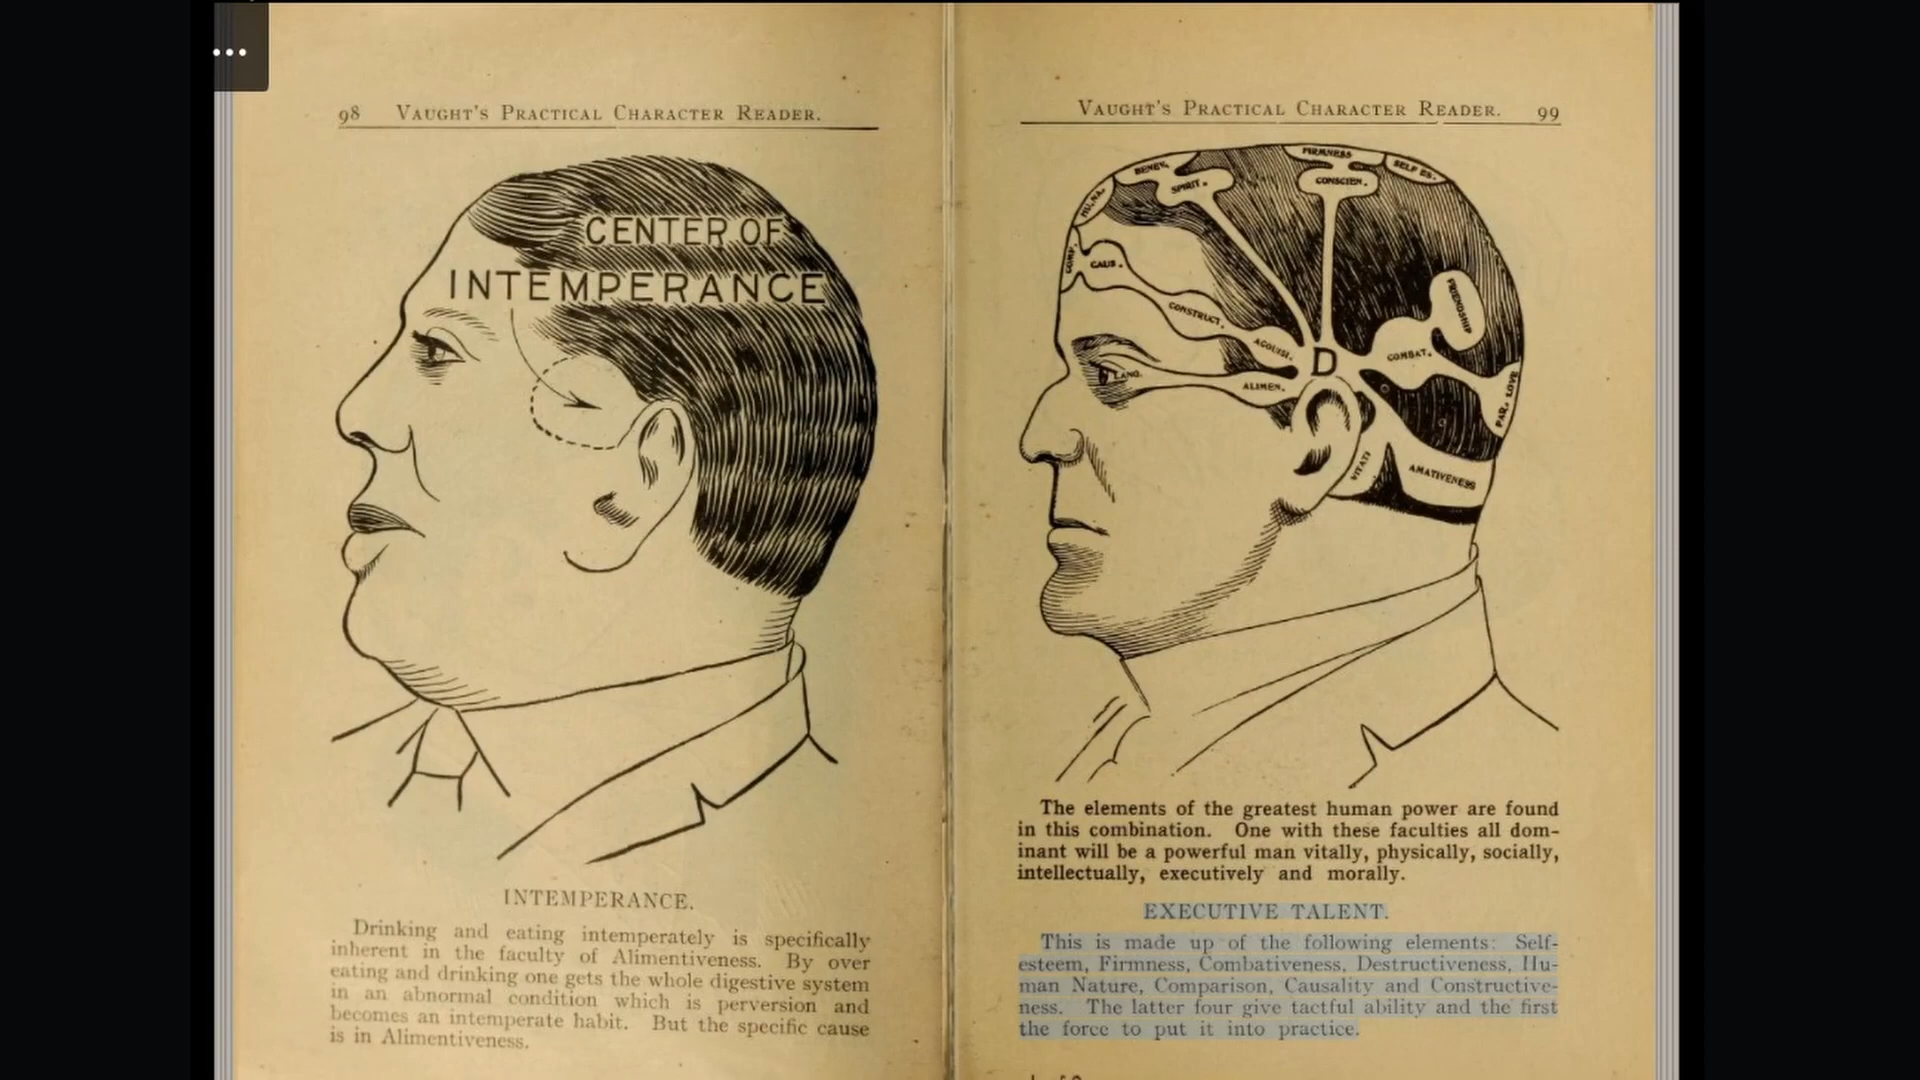 98 VAUGHT'S PRACTICAL CHARACTER READER.
CENTER OF
INTEMPERANCE
INTEMPERANCE.
Drinking and eating intemperately is specifically
inherent in the faculty of Alimentiveness. By over
eating and drinking one gets the whole digestive system
in an abnormal condition which is perversion and
becomes an intemperate habit. But the specific cause
is in Alimentiveness.
VAUGHT'S PRACTICAL CHARACTER READER. 99
FIRMNESS
BENEV.
SELF ES.
SPIRIT.
CONSCIEN.
HU. NA.
COMP.
CAUS.
FRIENDSHIP
CONSTRUCT.
ACQUISI.
D
COMBAT.
LANG.
ALIMEN.
PAR. LOVE
VITAT.
AMATIVENESS
The elements of the greatest human power are found
in this combination. One with these faculties all dom-
inant will be a powerful man vitally, physically, socially,
intellectually, executively and morally.
EXECUTIVE TALENT.
This is made up of the following elements: Self-
esteem, Firmness, Combativeness, Destructiveness, Hu-
man Nature, Comparison, Causality and Constructive-
ness. The latter four give tactful ability and the first
the force to put it into practice.